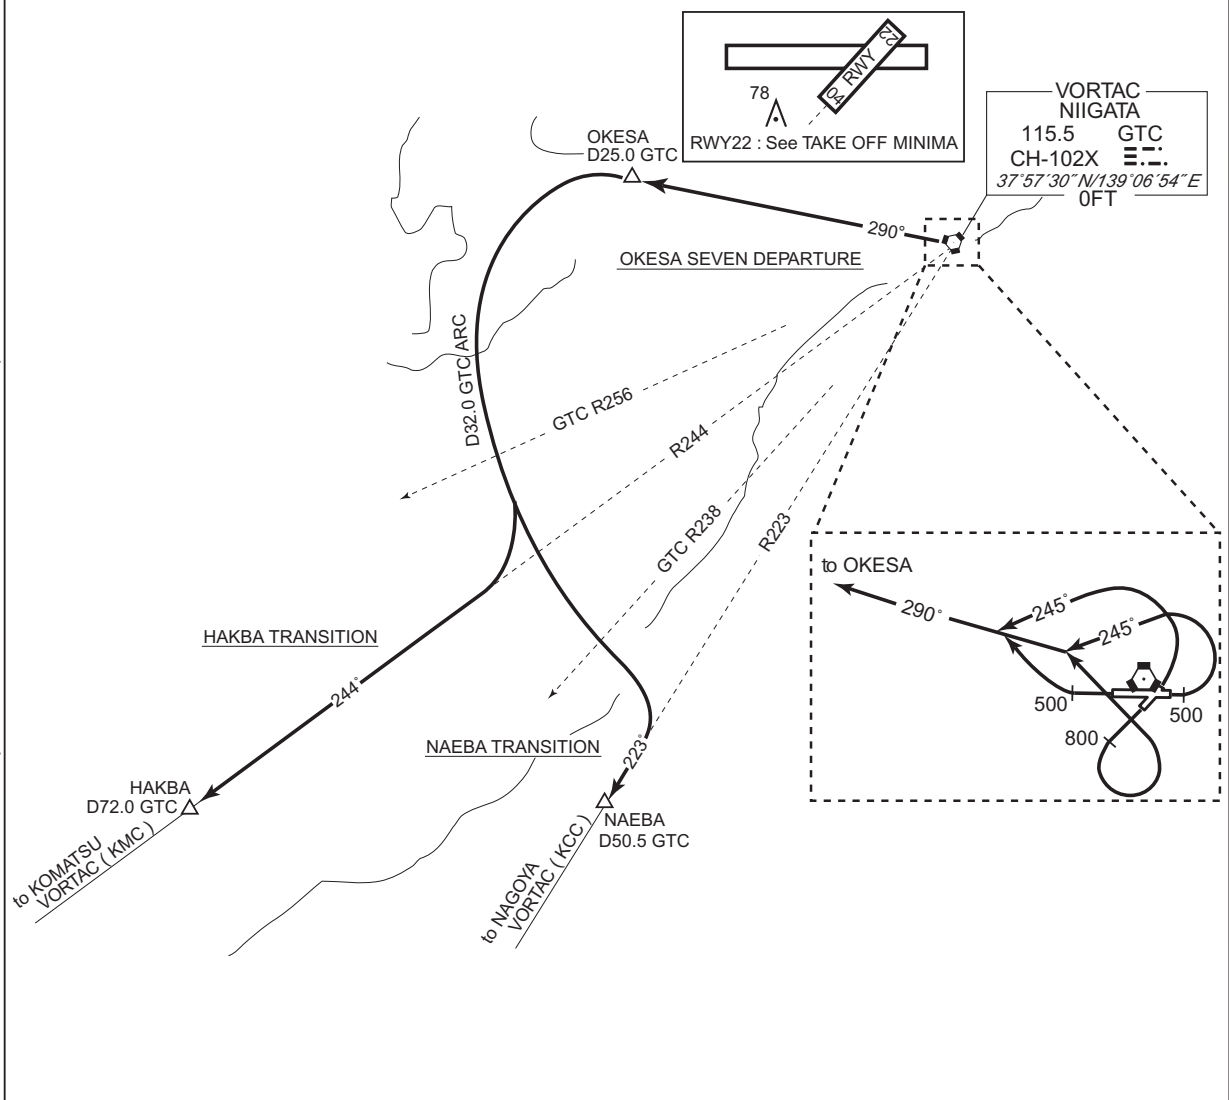 22
RWY
04
78
RWY22 : See TAKE OFF MINIMA
VORTAC
NIIGATA
115.5 GTC
CH-102X
37°57´30˝N/139°06´54˝E
0FT
OKESA
D25.0 GTC
290°
OKESA SEVEN DEPARTURE
D32.0 GTC ARC
GTC R256
R244
GTC R238
R223
HAKBA TRANSITION
244°
NAEBA TRANSITION
223°
HAKBA
D72.0 GTC
to KOMATSU
VORTAC ( KMC )
NAEBA
D50.5 GTC
to NAGOYA
VORTAC ( KCC )
to OKESA
290°
245°
245°
500
500
800